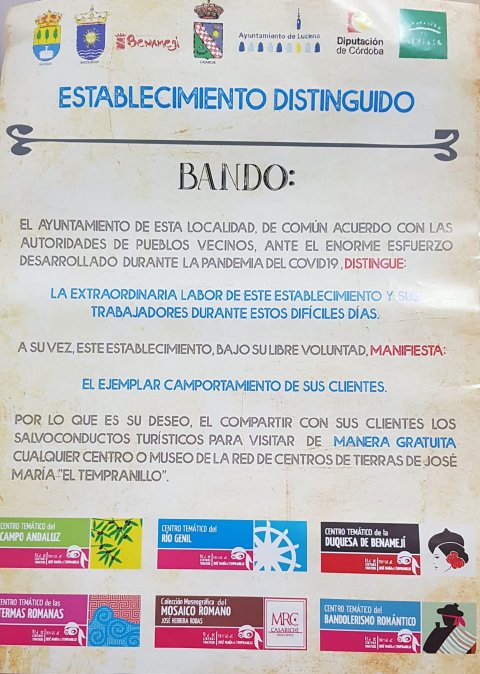 Benamejí
CASARICHE
Ayuntamiento de Lucena
Diputación
de Córdoba
ESTABLECIMIENTO DISTINGUIDO
BANDO:
EL AYUNTAMIENTO DE ESTA LOCALIDAD, DE COMÚN ACUERDO CON LAS
AUTORIDADES DE PUEBLOS VECINOS, ANTE EL ENORME ESFUERZO
DESARROLLADO DURANTE LA PANDEMIA DEL COVID19, DISTINGUE:
LA EXTRAORDINARIA LABOR DE ESTE ESTABLECIMIENTO Y SUS
TRABAJADORES DURANTE ESTOS DIFÍCILES DÍAS.
A SU VEZ, ESTE ESTABLECIMIENTO, BAJO SU LIBRE VOLUNTAD, MANIFIESTA:
EL EJEMPLAR CAMPORTAMIENTO DE SUS CLIENTES.
POR LO QUE ES SU DESEO, EL COMPARTIR CON SUS CLIENTES LOS
SALVOCONDUCTOS TURÍSTICOS PARA VISITAR DE MANERA GRATUITA
CUALQUIER CENTRO O MUSEO DE LA RED DE CENTROS DE TIERRAS DE JOSÉ
MARÍA "EL TEMPRANILLO".
CENTRO TEMÁTICO del
CAMPO ANDALUZ
CENTRO TEMÁTICO del
RÍO GENIL
CENTRO TEMÁTICO de la
DUQUESA DE BENAMEJÍ
CENTRO TEMÁTICO de las
TERMAS ROMANAS
Colección Museográfica del
MOSAICO ROMANO
JOSÉ HERRERA RODAS
MRC
CASARICHE
CENTRO TEMÁTICO del
BANDOLERISMO ROMÁNTICO